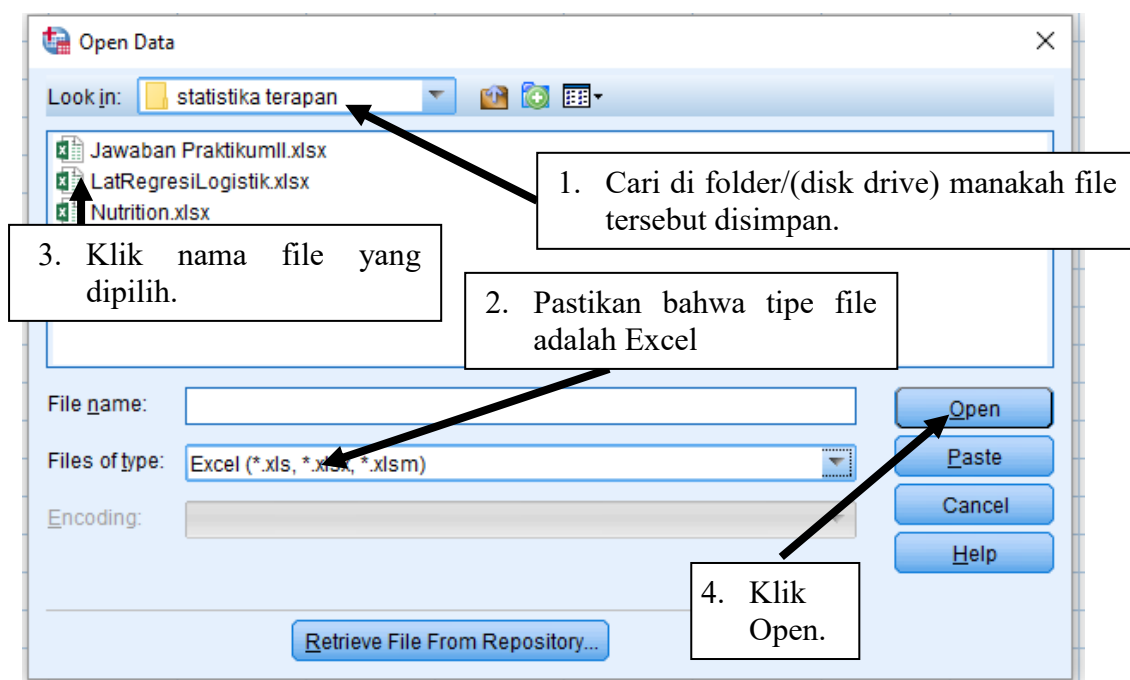 Open Data
Look in: statistika terapan
Jawaban PraktikumII.xlsx
LatRegresiLogistik.xlsx
Nutrition.xlsx
1. Cari di folder/(disk drive) manakah file
tersebut disimpan.
3. Klik nama file yang
dipilih.
2. Pastikan bahwa tipe file
adalah Excel
File name:
Open
Files of type: Excel (*.xls, *.xlsx, *.xlsm)
Paste
Encoding:
Cancel
Help
4. Klik
Open.
Retrieve File From Repository...